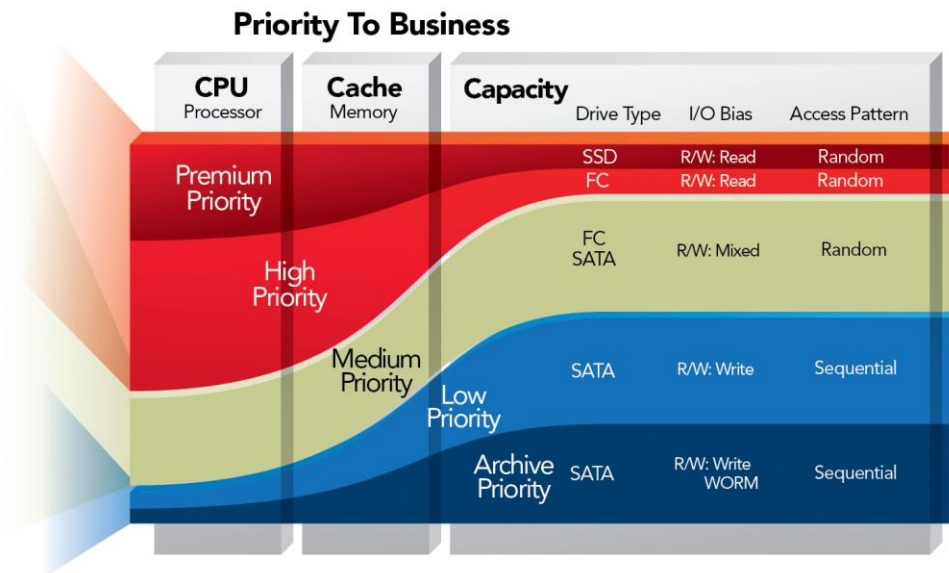 Priority To Business
CPU
Processor
Cache
Memory
Capacity
Drive Type I/O Bias Access Pattern
Premium
Priority
SSD R/W: Read Random
FC R/W: Read Random
High
Priority
FC
SATA
R/W: Mixed
Random
Medium
Priority
SATA R/W: Write Sequential
Low
Priority
Archive
Priority
SATA
R/W: Write
WORM
Sequential